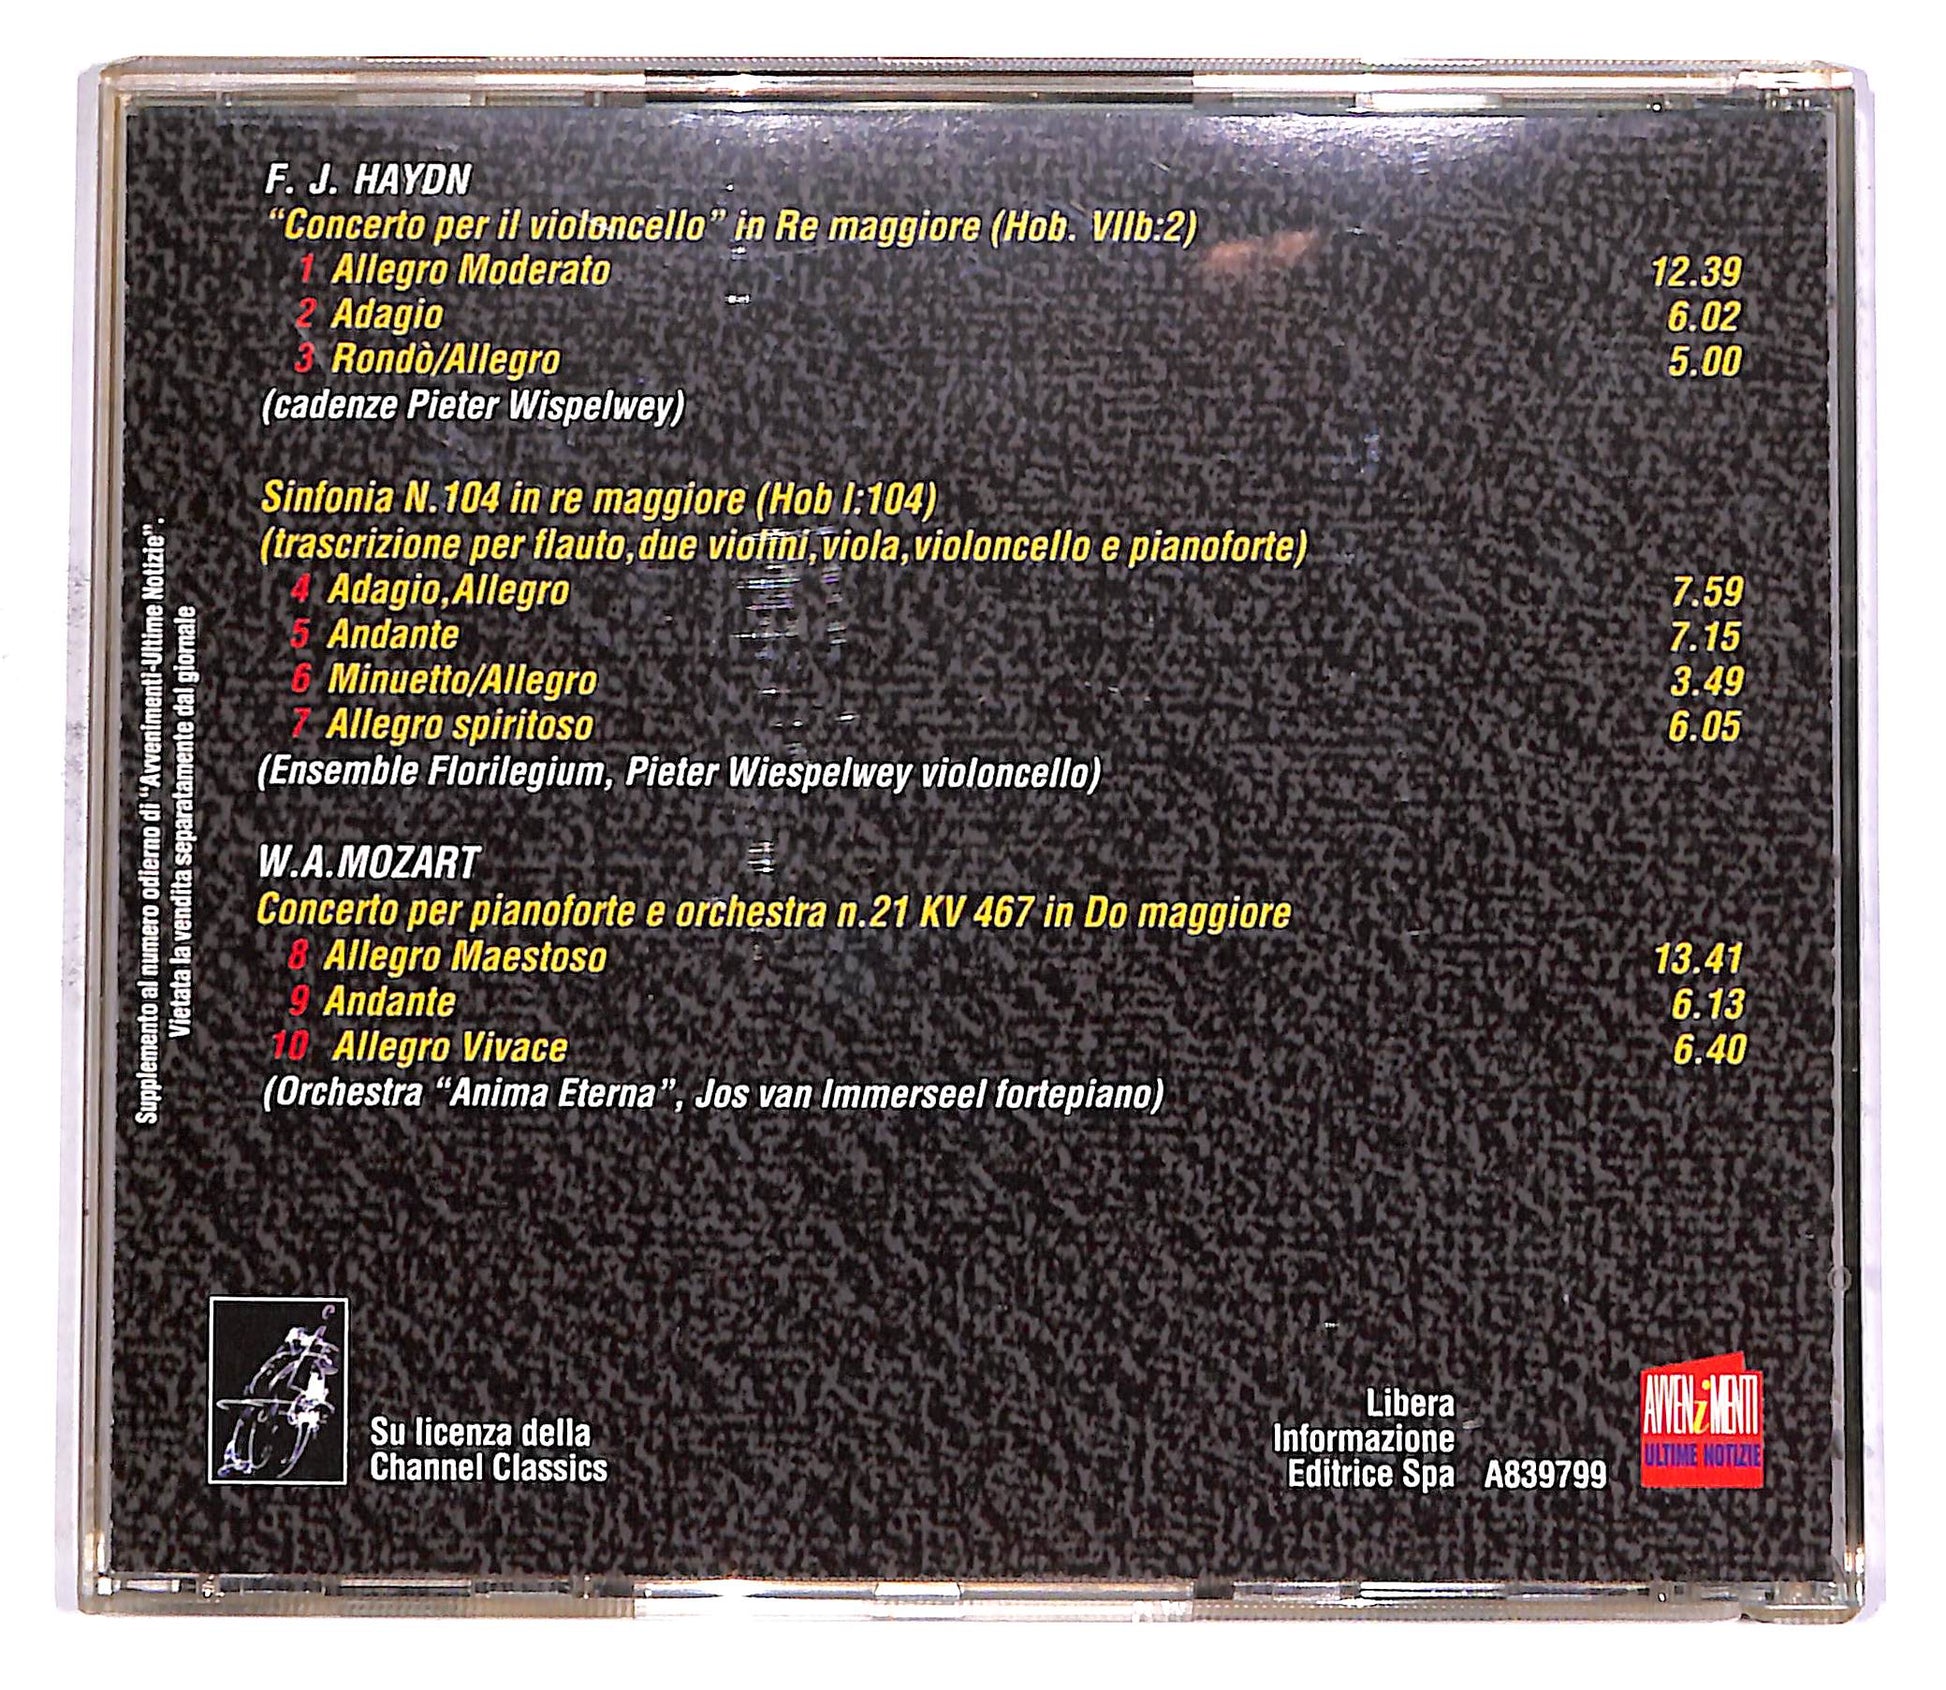 F. J. HAYDN
“Concerto per il violoncello” in Re maggiore (Hob. VIIb:2)
1 Allegro Moderato 12.39
2 Adagio 6.02
3 Rondò/Allegro 5.00
(cadenze Pieter Wispelwey)
Sinfonia N.104 in re maggiore (Hob I:104)
(trascrizione per flauto,due violini,viola,violoncello e pianoforte)
4 Adagio,Allegro 7.59
5 Andante 7.15
6 Minuetto/Allegro 3.49
7 Allegro spiritoso 6.05
(Ensemble Florilegium, Pieter Wiespelwey violoncello)
W.A.MOZART
Concerto per pianoforte e orchestra n.21 KV 467 in Do maggiore
8 Allegro Maestoso 13.41
9 Andante 6.13
10 Allegro Vivace 6.40
(Orchestra “Anima Eterna”, Jos van Immerseel fortepiano)
Supplemento al numero odierno di “Avvenimenti-Ultime Notizie”.
Vietata la vendita separatamente dal giornale
Su licenza della
Channel Classics
Libera
Informazione
Editrice Spa A839799
AVVENiMENTI
ULTIME NOTIZIE